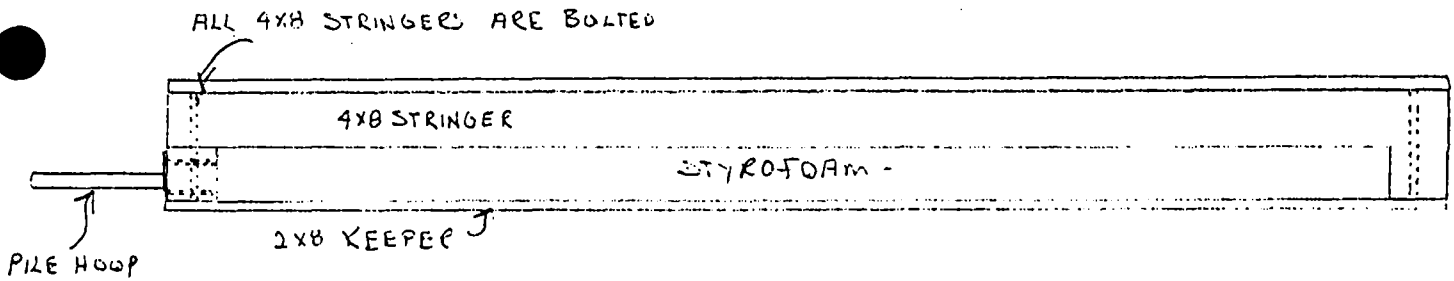 ALL 4X8 STRINGERS ARE BOLTED
4X8 STRINGER
STYROFOAM -
2X8 KEEPER
PILE HOOP